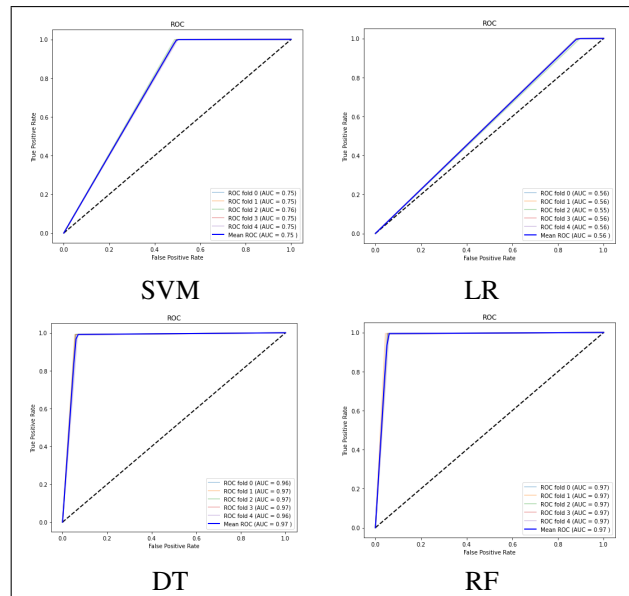 ROC
1.0
0.8
0.6
0.4
0.2
0.0
True Positive Rate
0.0 0.2 0.4 0.6 0.8 1.0
False Positive Rate
ROC fold 0 (AUC = 0.75)
ROC fold 1 (AUC = 0.75)
ROC fold 2 (AUC = 0.76)
ROC fold 3 (AUC = 0.75)
ROC fold 4 (AUC = 0.75)
Mean ROC (AUC = 0.75 )
SVM
ROC
1.0
0.8
0.6
0.4
0.2
0.0
True Positive Rate
0.0 0.2 0.4 0.6 0.8 1.0
False Positive Rate
ROC fold 0 (AUC = 0.56)
ROC fold 1 (AUC = 0.56)
ROC fold 2 (AUC = 0.55)
ROC fold 3 (AUC = 0.56)
ROC fold 4 (AUC = 0.56)
Mean ROC (AUC = 0.56 )
LR
ROC
1.0
0.8
0.6
0.4
0.2
0.0
True Positive Rate
0.0 0.2 0.4 0.6 0.8 1.0
False Positive Rate
ROC fold 0 (AUC = 0.96)
ROC fold 1 (AUC = 0.97)
ROC fold 2 (AUC = 0.97)
ROC fold 3 (AUC = 0.97)
ROC fold 4 (AUC = 0.96)
Mean ROC (AUC = 0.97 )
DT
ROC
1.0
0.8
0.6
0.4
0.2
0.0
True Positive Rate
0.0 0.2 0.4 0.6 0.8 1.0
False Positive Rate
ROC fold 0 (AUC = 0.97)
ROC fold 1 (AUC = 0.97)
ROC fold 2 (AUC = 0.97)
ROC fold 3 (AUC = 0.97)
ROC fold 4 (AUC = 0.97)
Mean ROC (AUC = 0.97 )
RF